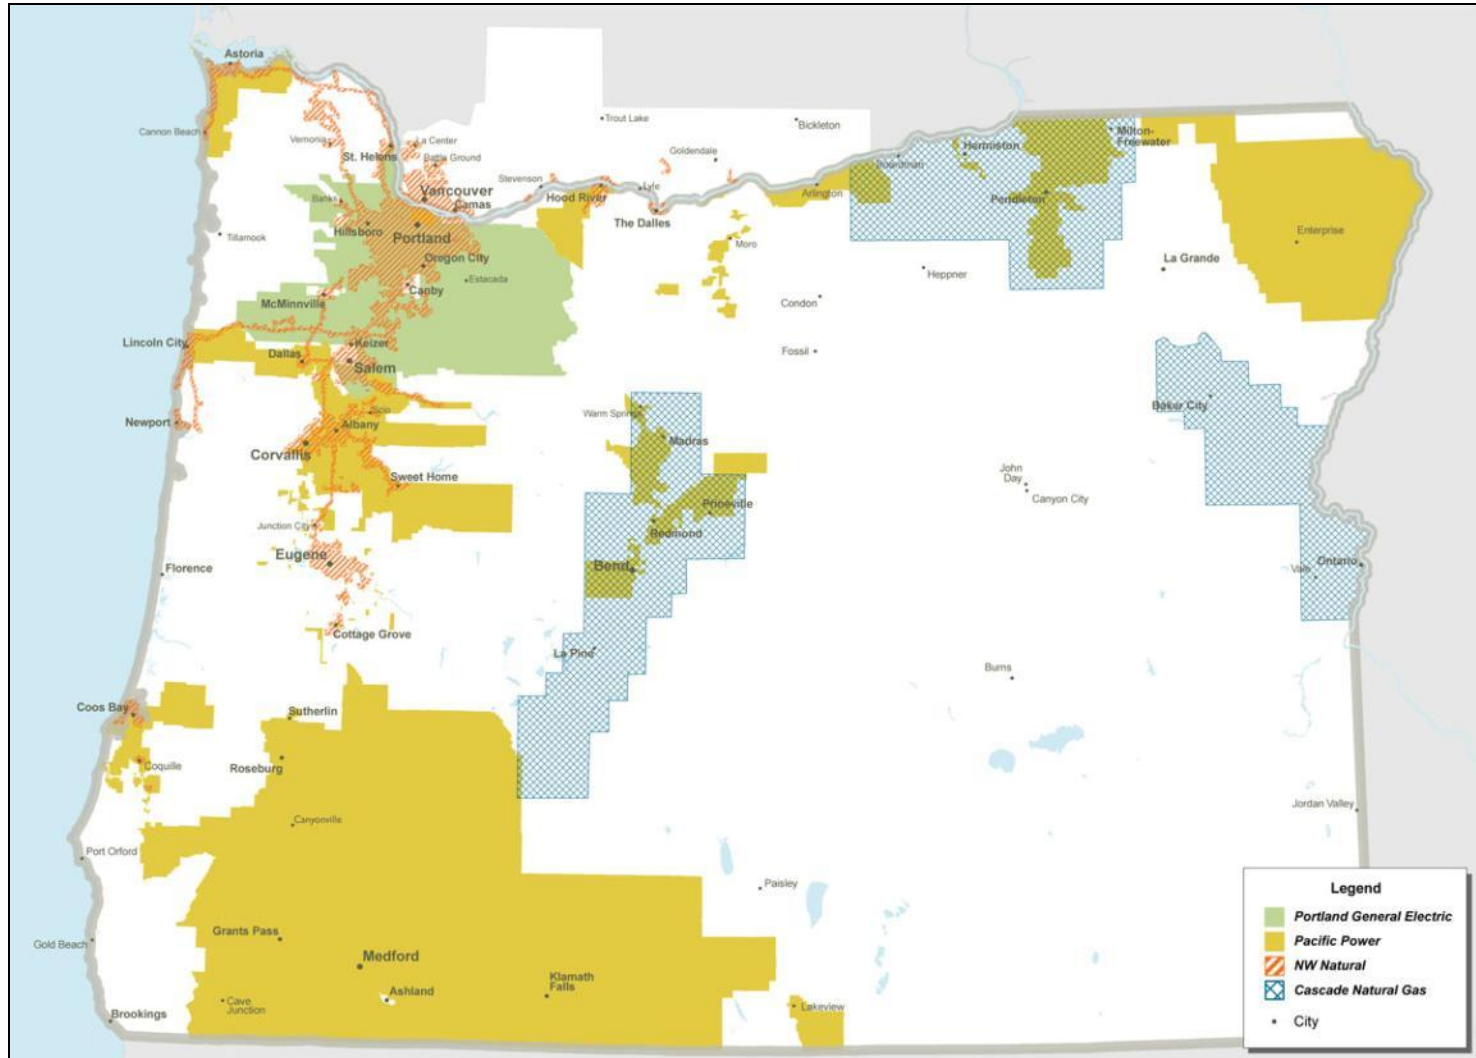 Astoria
Cannon Beach
Vernonia
La Center
St. Helens
Battle Ground
Trout Lake
Bickleton
Goldendale
Stevenson
Vancouver
Camas
Lyle
Hood River
The Dalles
Arlington
Boardman
Hermiston
Milton-
Freewater
Pendleton
Banks
Hillsboro
Portland
Tillamook
Oregon City
Estacada
Canby
McMinnville
Moro
Heppner
La Grande
Enterprise
Condon
Fossil
Lincoln City
Keizer
Dallas
Salem
Newport
Scio
Albany
Corvallis
Sweet Home
Warm Springs
Madras
Baker City
Prineville
Redmond
John
Day
Canyon City
Junction City
Eugene
Bend
Florence
Vale
Ontario
Cottage Grove
La Pine
Burns
Coos Bay
Sutherlin
Coquille
Roseburg
Jordan Valley
Canyonville
Port Orford
Paisley
Gold Beach
Grants Pass
Medford
Klamath
Falls
Ashland
Cave
Junction
Lakeview
Brookings
Legend
Portland General Electric
Pacific Power
NW Natural
Cascade Natural Gas
City